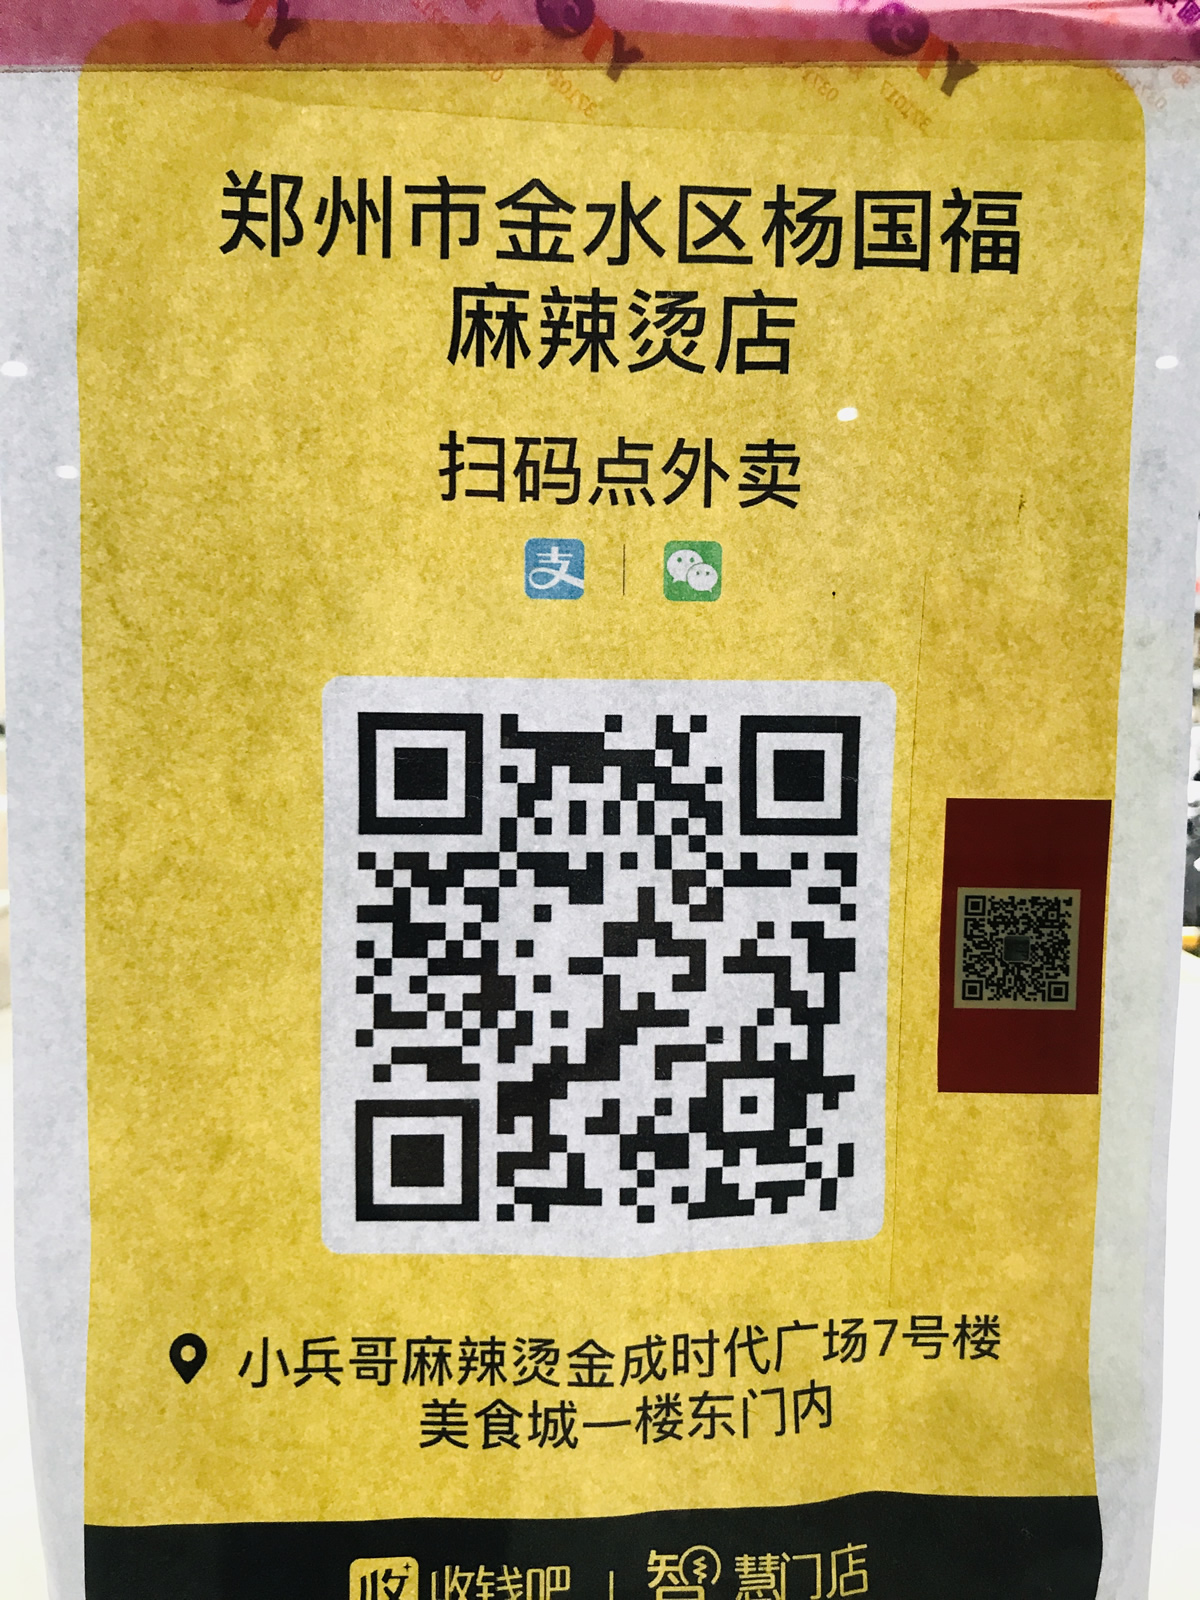 郑州市金水区杨国福
麻辣烫店
扫码点外卖
支
小兵哥麻辣烫金成时代广场7号楼
美食城一楼东门内
收 收钱吧 | 智慧门店